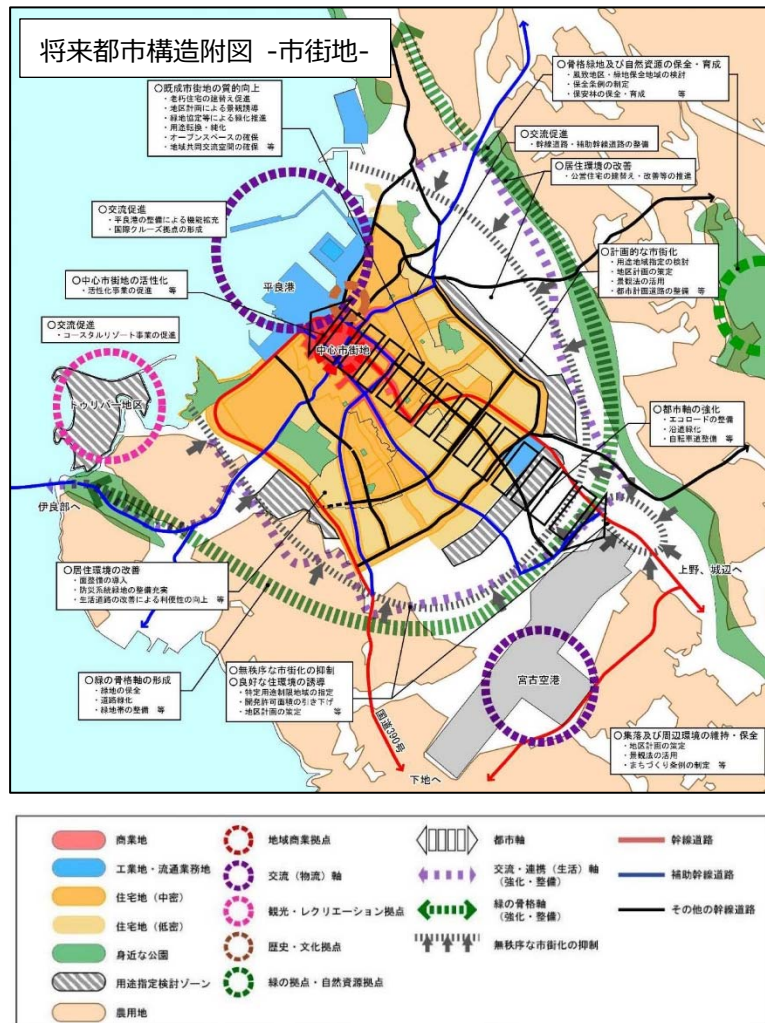 将来都市構造附図 -市街地-
○既成市街地の質的向上
・老朽住宅の建替え促進
・地区計画による景観誘導
・緑地協定等による緑化推進
・用途転換・純化
・オープンスペースの確保
・地域共同交流空間の確保 等
○骨格緑地及び自然資源の保全・育成
・風致地区・緑地保全地域の検討
・保全条例の制定
・保安林の保全・育成 等
○交流促進
・幹線道路・補助幹線道路の整備
○居住環境の改善
・公営住宅の建替え・改善等の推進
○交流促進
・平良港の整備による機能拡充
・国際クルーズ拠点の形成
○計画的な市街化
・用途地域指定の検討
・地区計画の策定
・景観法の活用
・都市計画道路の整備 等
○中心市街地の活性化
・活性化事業の促進 等
平良港
○交流促進
・コースタルリゾート事業の促進
中心市街地
トゥリバー地区
○都市軸の強化
・エコロードの整備
・沿道緑化
・自転車道整備 等
伊良部へ
上野、城辺へ
○居住環境の改善
・面整備の導入
・防災系統緑地の整備充実
・生活道路の改善による利便性の向上 等
○緑の骨格軸の形成
・緑地の保全
・道路緑化
・緑地帯の整備 等
○無秩序な市街化の抑制
○良好な住環境の誘導
・特定用途制限地域の指定
・開発許可面積の引き下げ
・地区計画の策定 等
宮古空港
国道390号
下地へ
○集落及び周辺環境の維持・保全
・地区計画の策定
・景観法の活用
・まちづくり条例の制定 等
商業地
工業地・流通業務地
住宅地（中密）
住宅地（低密）
身近な公園
用途指定検討ゾーン
農用地
地域商業拠点
交流（物流）軸
観光・レクリエーション拠点
歴史・文化拠点
緑の拠点・自然資源拠点
都市軸
交流・連携（生活）軸
（強化・整備）
緑の骨格軸
（強化・整備）
無秩序な市街化の抑制
幹線道路
補助幹線道路
その他の幹線道路